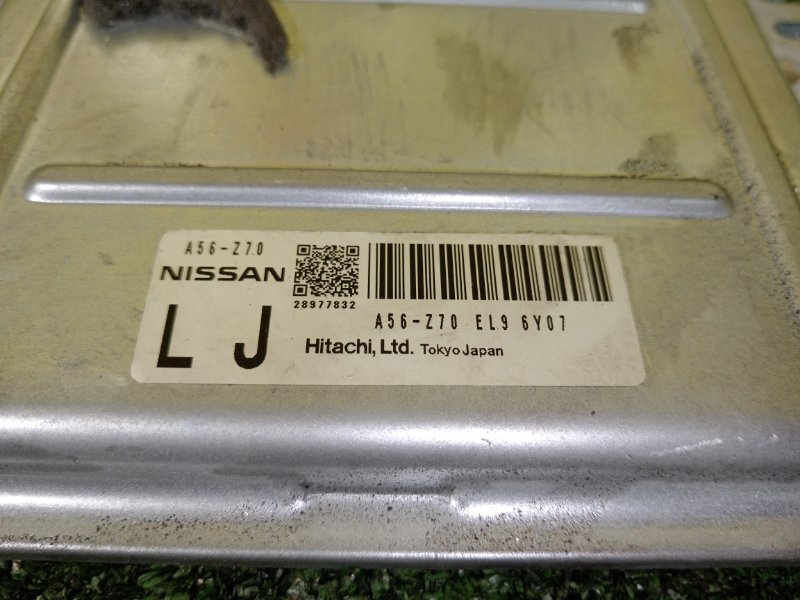 A56-Z70
NISSAN
28977832
A56-Z70 EL9 6Y07
L J
Hitachi, Ltd. Tokyo Japan